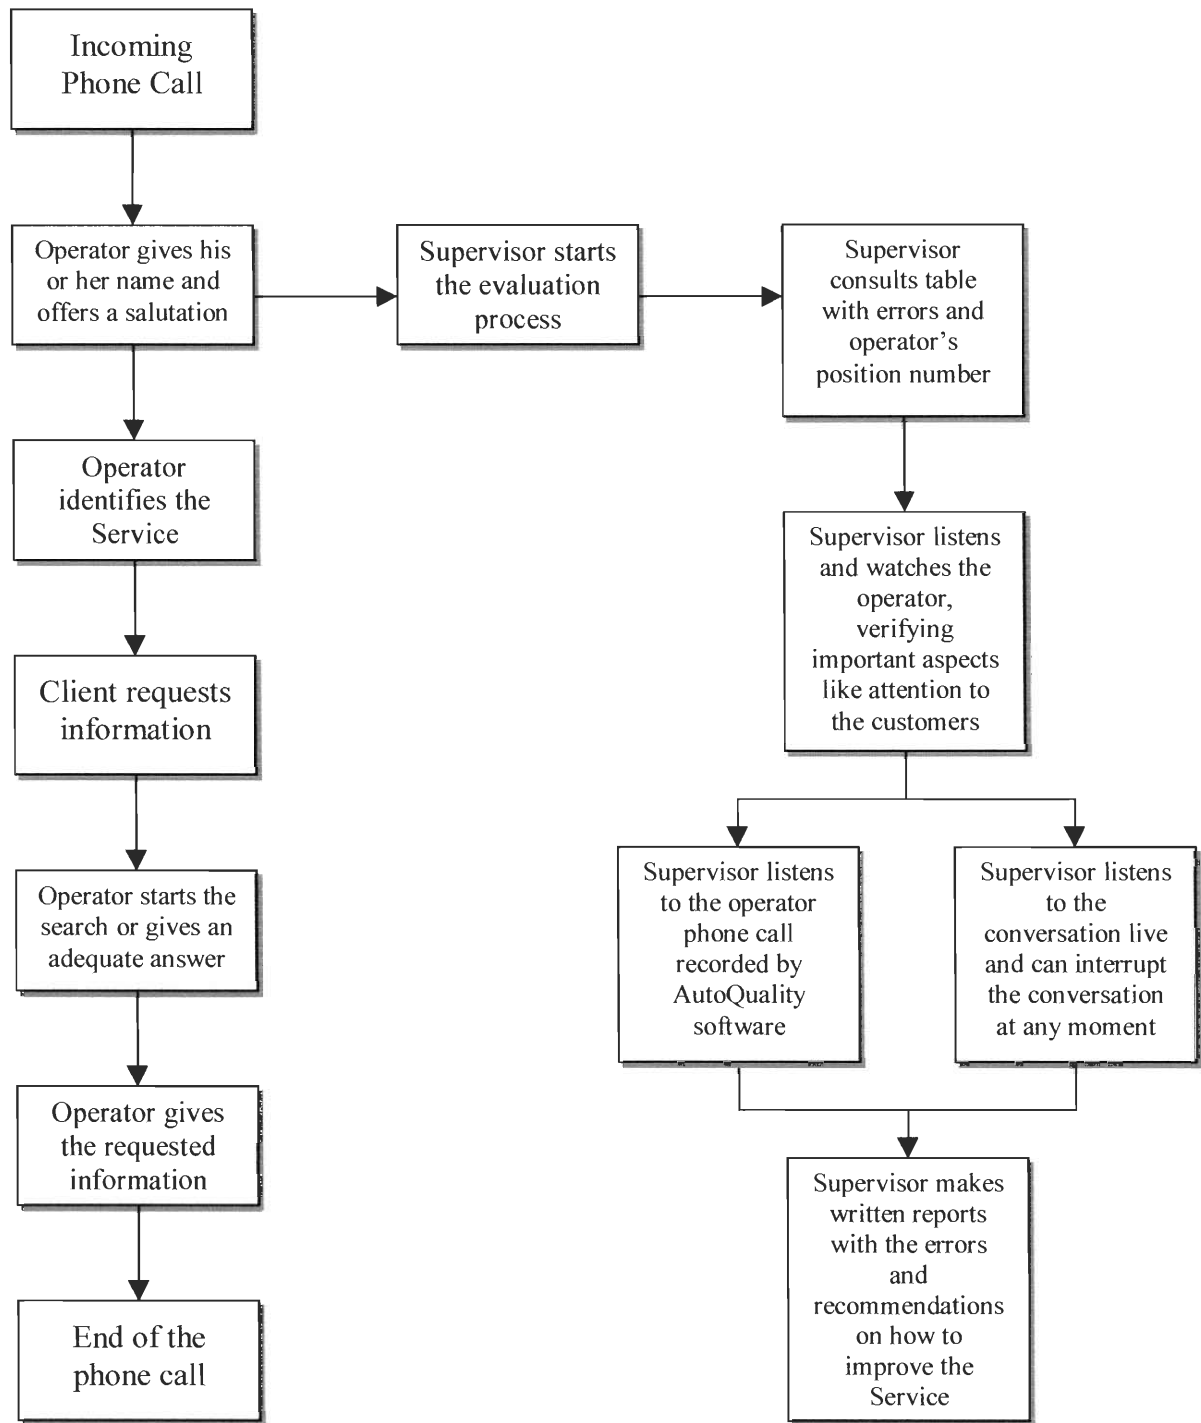 Incoming
Phone Call
Operator gives his
or her name and
offers a salutation
Supervisor starts
the evaluation
process
Supervisor
consults table
with errors and
operator’s
position number
Operator
identifies the
Service
Supervisor listens
and watches the
operator,
verifying
important aspects
like attention to
the customers
Client requests
information
Operator starts the
search or gives an
adequate answer
Supervisor listens
to the operator
phone call
recorded by
AutoQuality
software
Supervisor listens
to the
conversation live
and can interrupt
the conversation
at any moment
Operator gives
the requested
information
Supervisor makes
written reports
with the errors
and
recommendations
on how to
improve the
Service
End of the
phone call